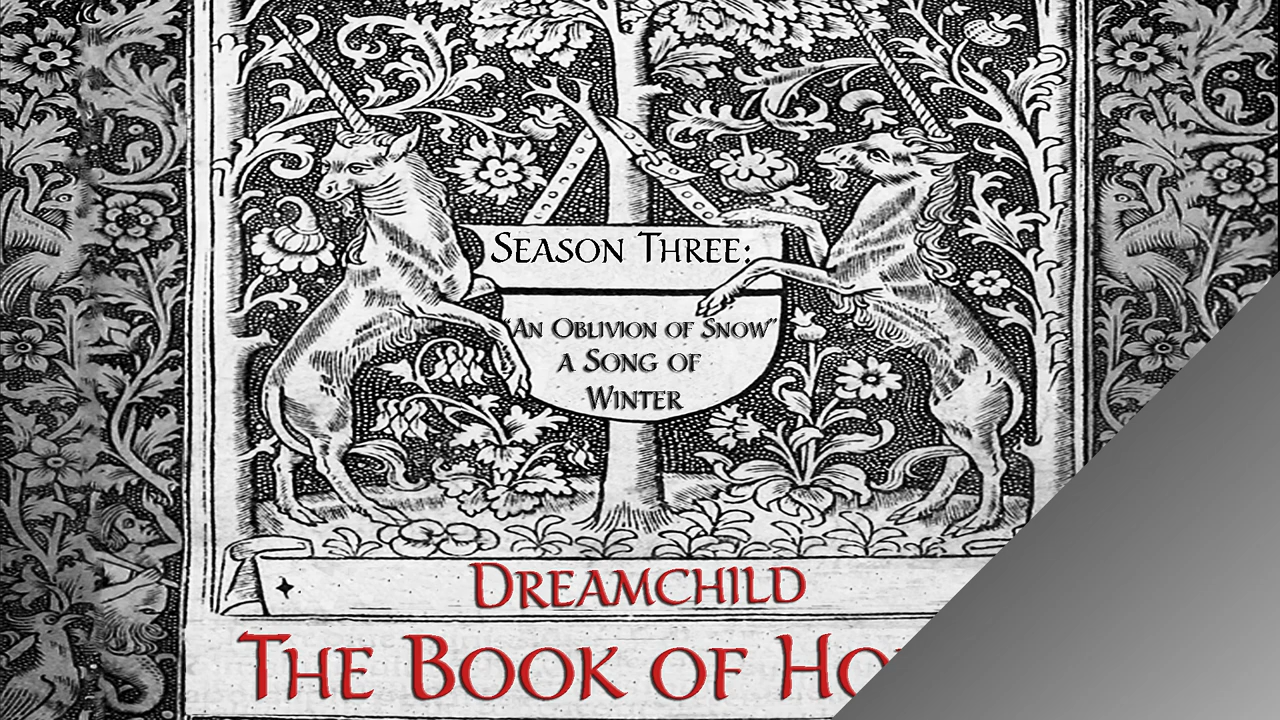 SEASON THREE:
“AN OBLIVION OF SNOW”
A SONG OF
WINTER
DREAMCHILD
THE BOOK OF